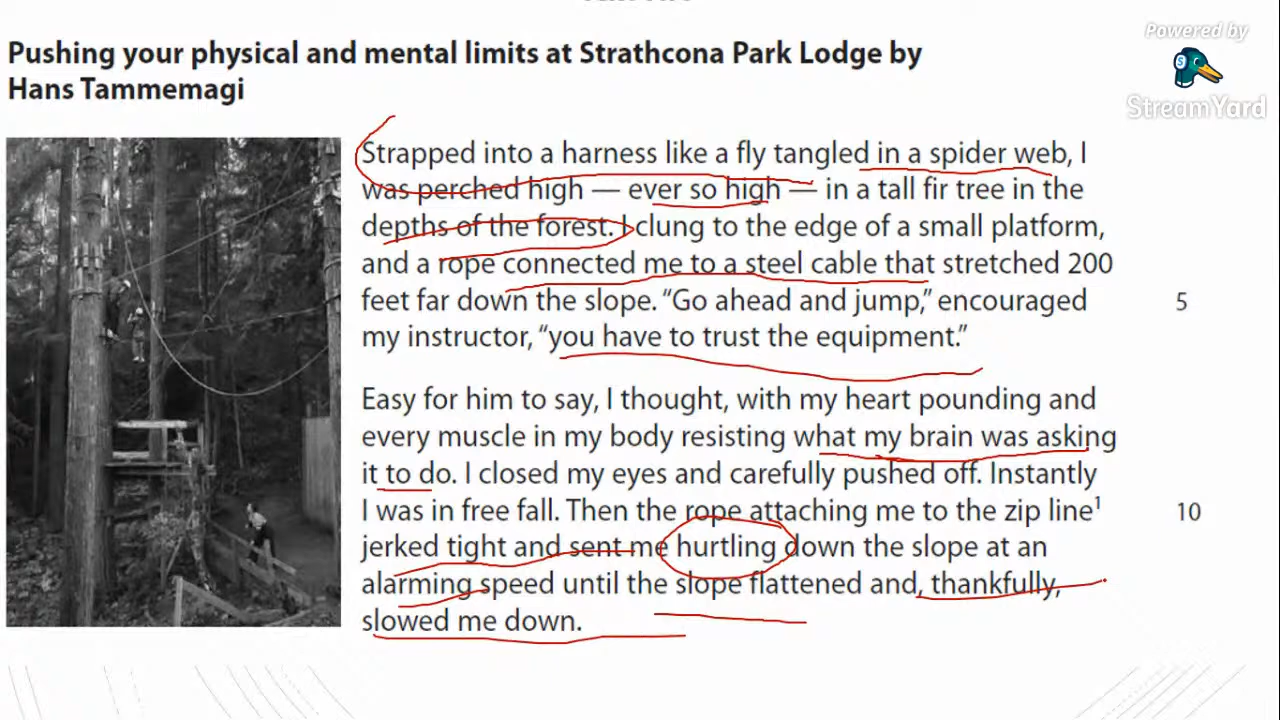 Pushing your physical and mental limits at Strathcona Park Lodge by
Hans Tammemagi
Powered by
StreamYard
Strapped into a harness like a fly tangled in a spider web, I
was perched high — ever so high — in a tall fir tree in the
depths of the forest. I clung to the edge of a small platform,
and a rope connected me to a steel cable that stretched 200
feet far down the slope. “Go ahead and jump,” encouraged
5
my instructor, “you have to trust the equipment.”
Easy for him to say, I thought, with my heart pounding and
every muscle in my body resisting what my brain was asking
it to do. I closed my eyes and carefully pushed off. Instantly
I was in free fall. Then the rope attaching me to the zip line¹
10
jerked tight and sent me hurtling down the slope at an
alarming speed until the slope flattened and, thankfully,
slowed me down.